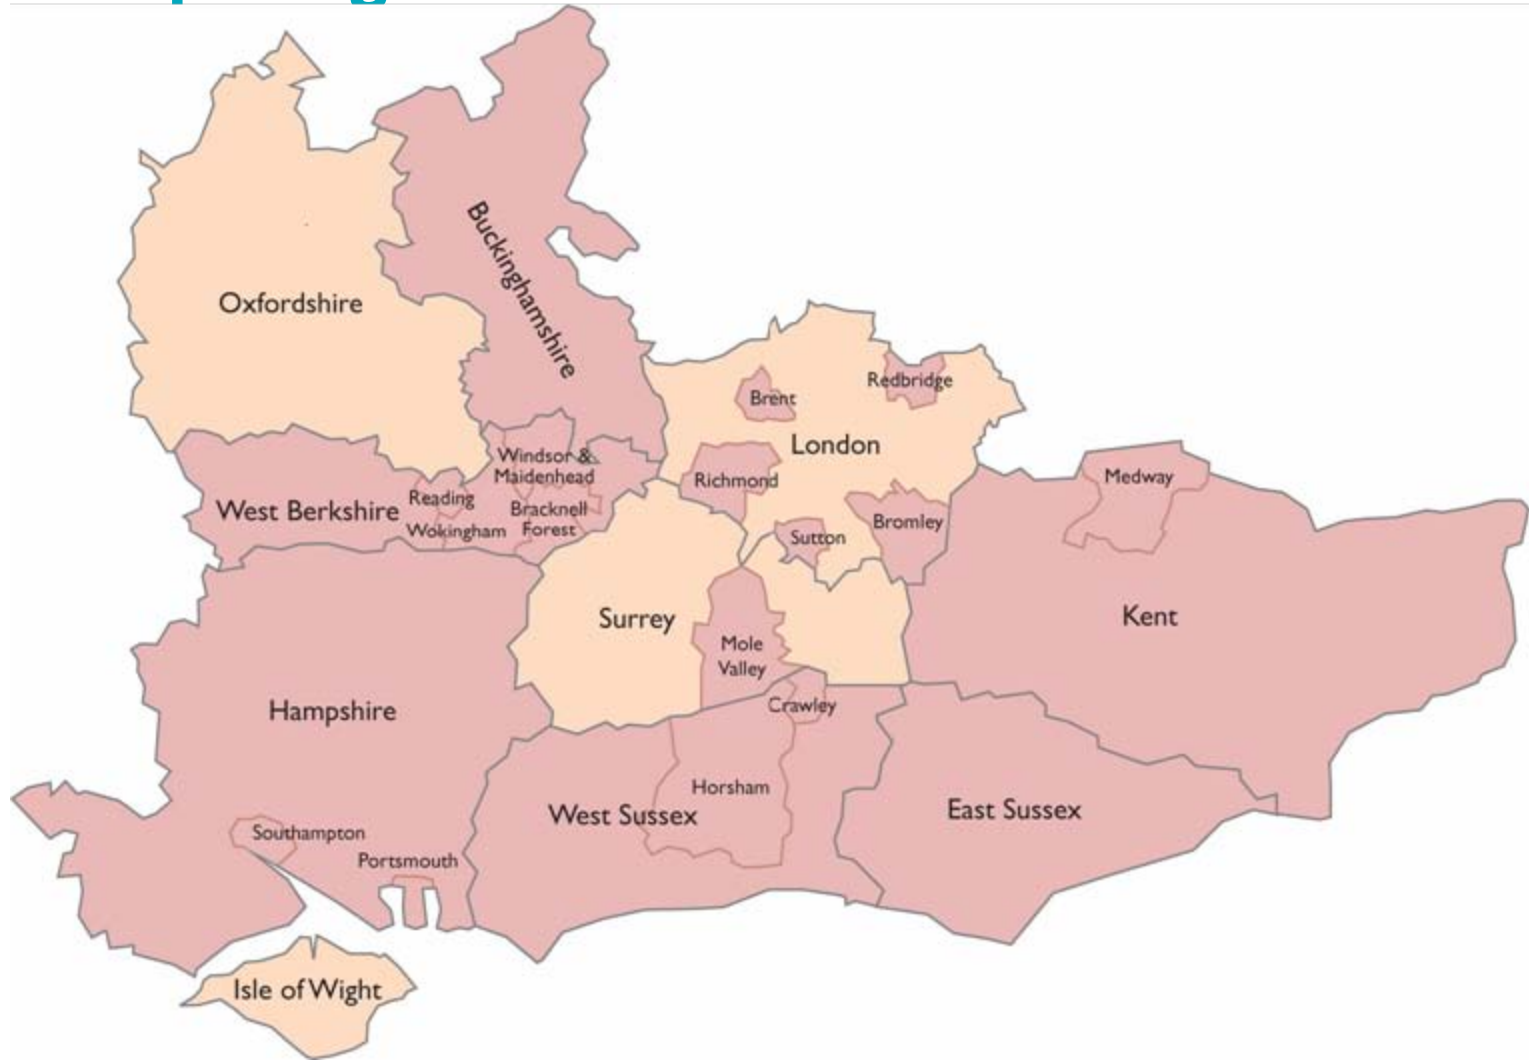 Buckinghamshire
Oxfordshire
Redbridge
Brent
London
Windsor &
Maidenhead
Richmond
Medway
Reading
West Berkshire
Bracknell
Forest
Wokingham
Bromley
Sutton
Surrey
Kent
Mole
Valley
Hampshire
Crawley
Horsham
West Sussex
East Sussex
Southampton
Portsmouth
Isle of Wight